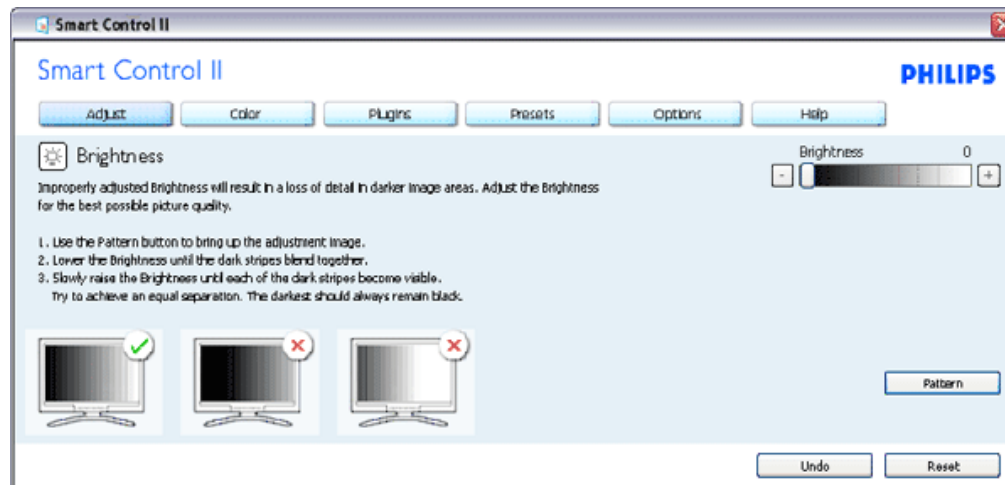 Smart Control II
Smart Control II
PHILIPS
Adjust Color Plugins Presets Options Help
Brightness
Brightness 0
Improperly adjusted Brightness will result in a loss of detail in darker image areas. Adjust the Brightness
for the best possible picture quality.
1. Use the Pattern button to bring up the adjustment image.
2. Lower the Brightness until the dark stripes blend together.
3. Slowly raise the Brightness until each of the dark stripes become visible.
Try to achieve an equal separation. The darkest should always remain black.
- +
Pattern
Undo Reset